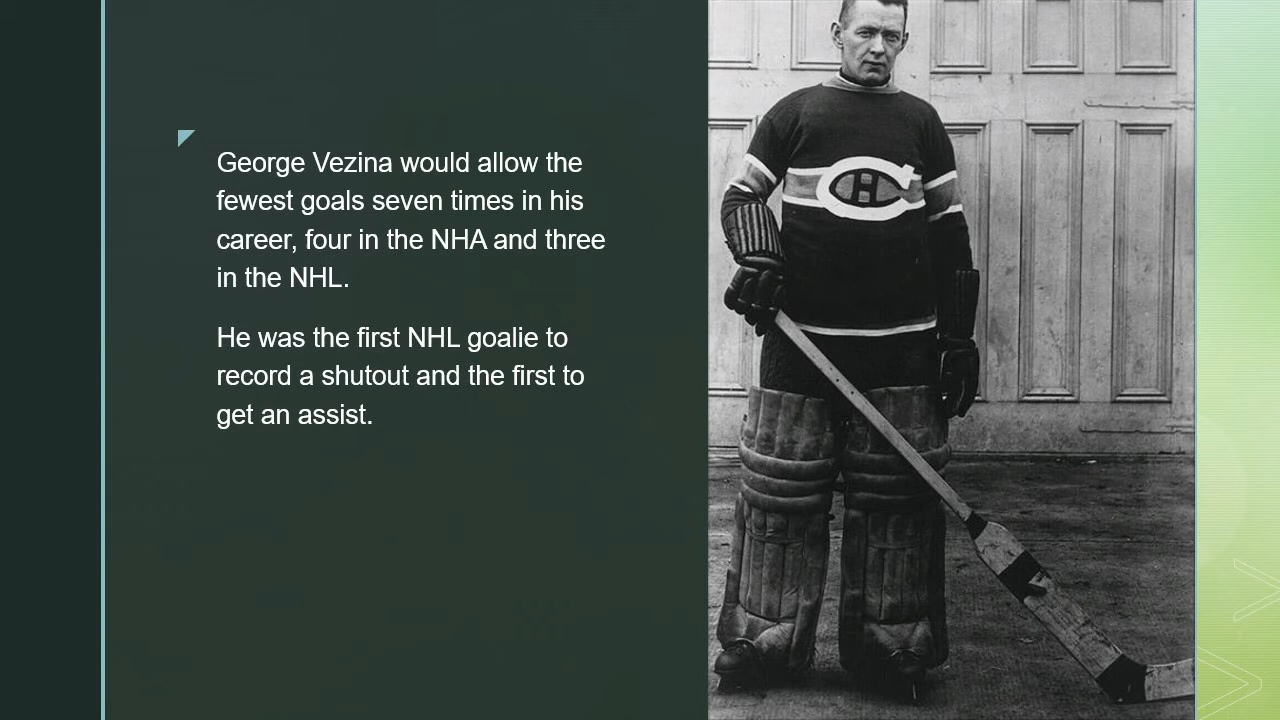 George Vezina would allow the
fewest goals seven times in his
career, four in the NHA and three
in the NHL.
He was the first NHL goalie to
record a shutout and the first to
get an assist.
CH